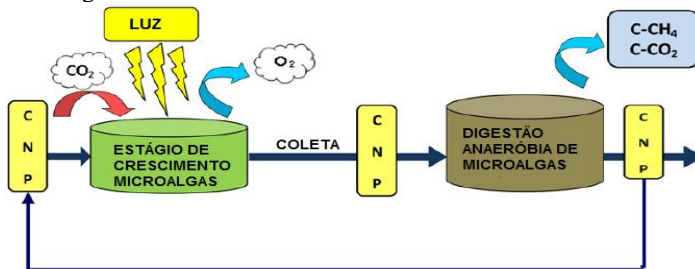 LUZ
CO2
O2
C-CH4
C-CO2
C
N
P
ESTÁGIO DE
CRESCIMENTO
MICROALGAS
COLETA
C
N
P
DIGESTÃO
ANAERÓBIA DE
MICROALGAS
C
N
P